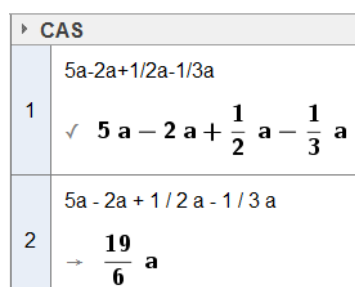 CAS
5a-2a+1/2a-1/3a
1
✓ 5 a − 2 a + 1/2 a − 1/3 a
5a - 2a + 1 / 2 a - 1 / 3 a
2
→ 19/6 a